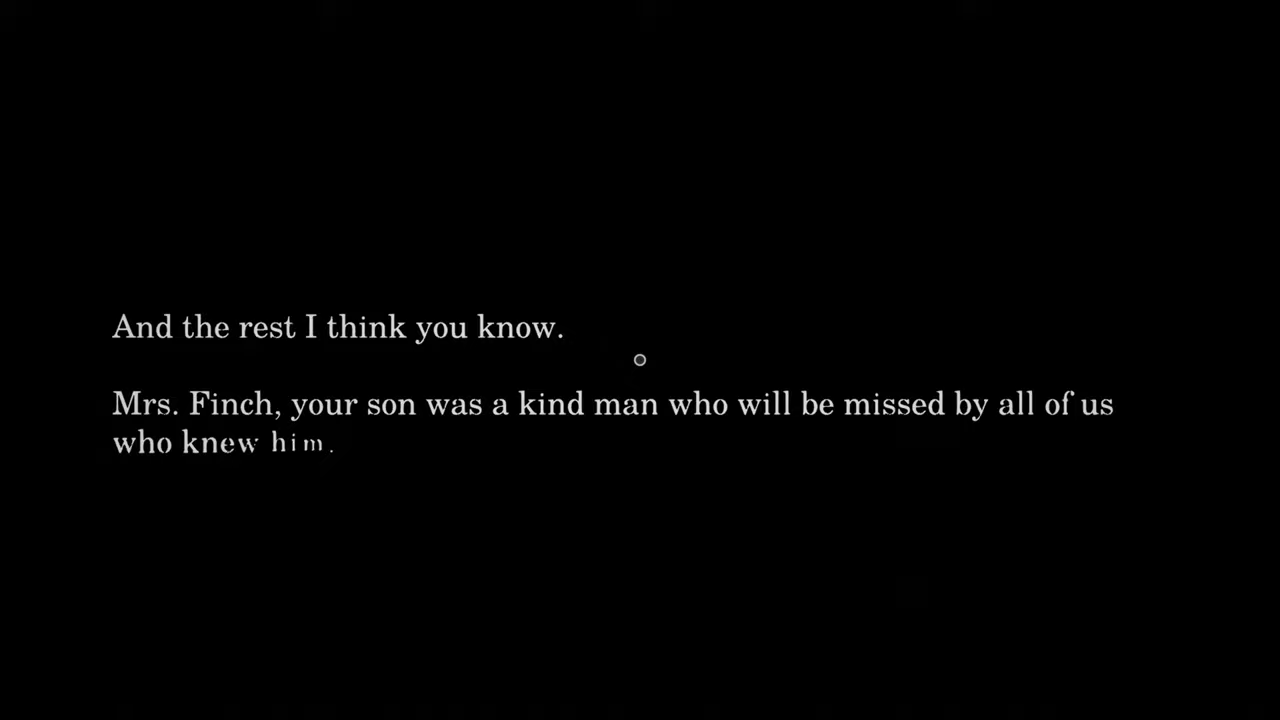 And the rest I think you know.
Mrs. Finch, your son was a kind man who will be missed by all of us
who knew him.